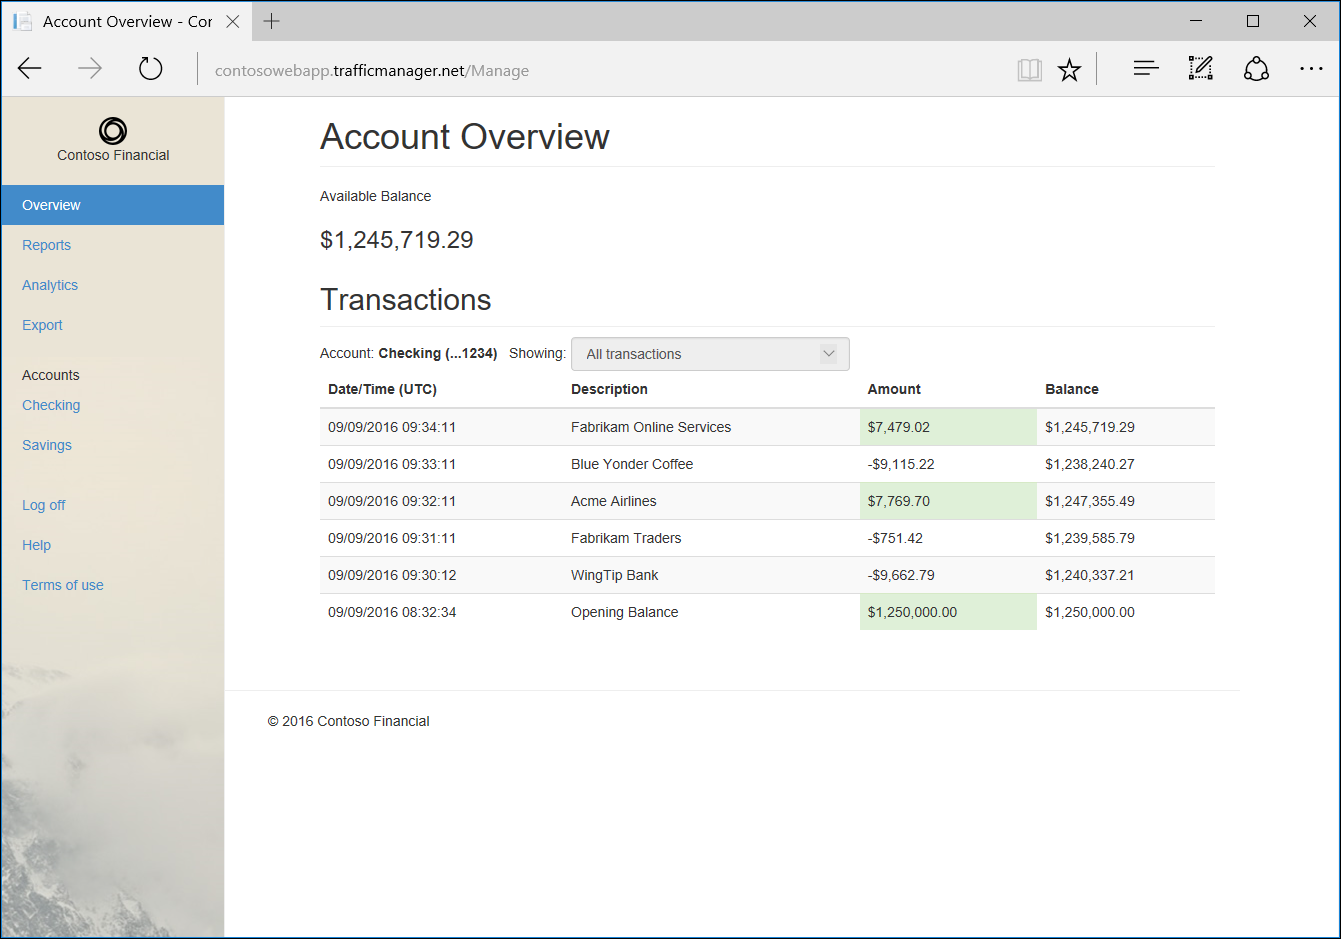 Account Overview - Cor
contosowebapp.trafficmanager.net/Manage
Contoso Financial
Overview
Reports
Analytics
Export
Accounts
Checking
Savings
Log off
Help
Terms of use
Account Overview
Available Balance
$1,245,719.29
Transactions
Account: Checking (...1234) Showing: All transactions
Date/Time (UTC) Description Amount Balance
09/09/2016 09:34:11 Fabrikam Online Services $7,479.02 $1,245,719.29
09/09/2016 09:33:11 Blue Yonder Coffee -$9,115.22 $1,238,240.27
09/09/2016 09:32:11 Acme Airlines $7,769.70 $1,247,355.49
09/09/2016 09:31:11 Fabrikam Traders -$751.42 $1,239,585.79
09/09/2016 09:30:12 WingTip Bank -$9,662.79 $1,240,337.21
09/09/2016 08:32:34 Opening Balance $1,250,000.00 $1,250,000.00
© 2016 Contoso Financial